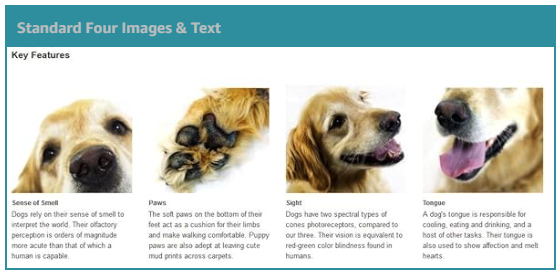 Standard Four Images & Text
Key Features
Sense of Smell
Dogs rely on their sense of smell to
interpret the world. Their olfactory
perception is orders of magnitude
more acute than that of which a
human is capable.
Paws
The soft paws on the bottom of their
feet act as a cushion for their limbs
and make walking comfortable. Puppy
paws are also adept at leaving cute
mud prints across carpets.
Sight
Dogs have two spectral types of
cones photoreceptors, compared to
our three. Their vision is equivalent to
red-green color blindness found in
humans.
Tongue
A dog's tongue is responsible for
cooling, eating and drinking, and a
host of other tasks. Their tongue is
also used to show affection and melt
hearts.